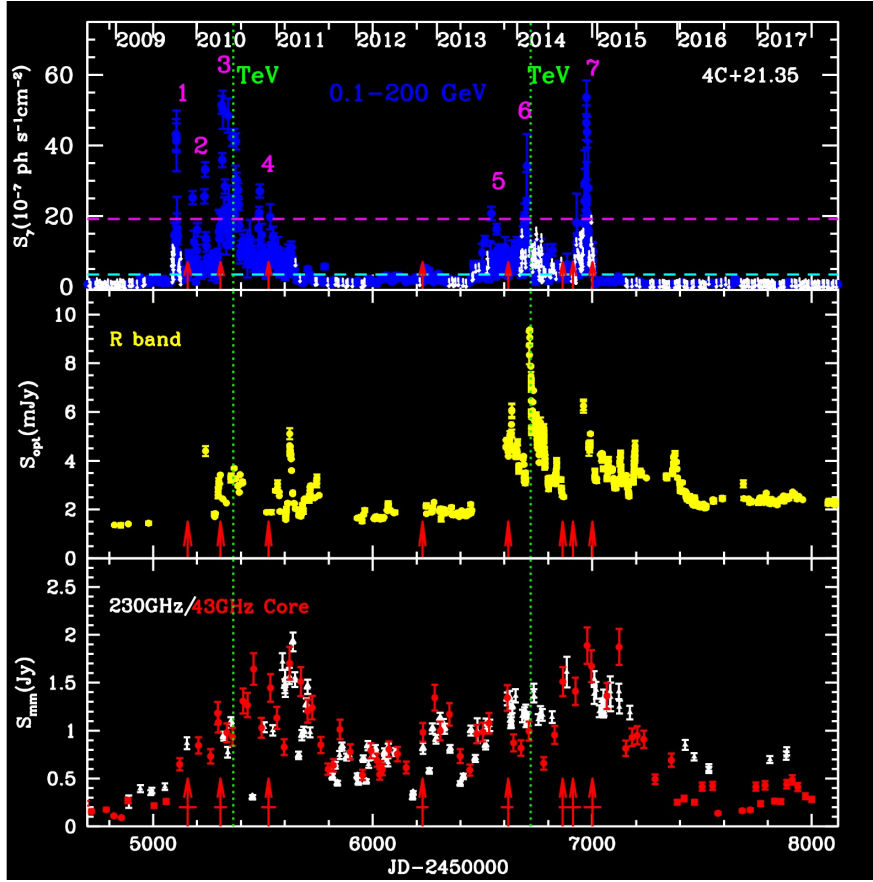 2009 2010 2011 2012 2013 2014 2015 2016 2017
1 2 3 4 5 6 7
TeV TeV
0.1−200 GeV
4C+21.35
S_γ(10⁻⁷ ph s⁻¹cm⁻²)
60
40
20
0
R band
S_opt(mJy)
10
8
6
4
2
0
230GHz/43GHz Core
S_mm(Jy)
2.5
2
1.5
1
0.5
0
5000 6000 7000 8000
JD−2450000